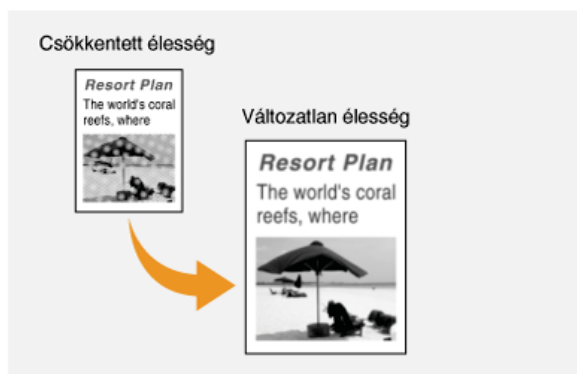 Csökkentett élesség
Resort Plan
The world's coral
reefs, where
Változatlan élesség
Resort Plan
The world's coral
reefs, where